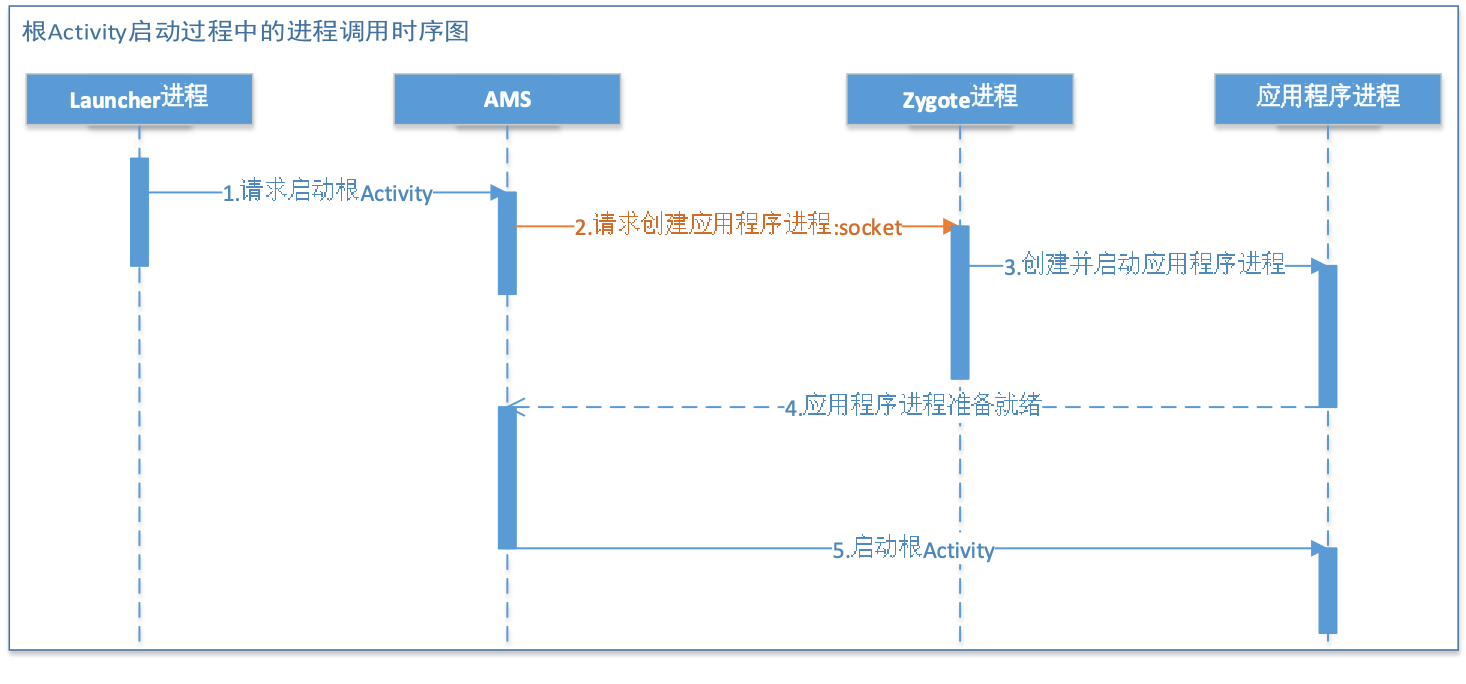 根Activity启动过程中的进程调用时序图
Launcher进程
AMS
Zygote进程
应用程序进程
1.请求启动根Activity
2.请求创建应用程序进程:socket
3.创建并启动应用程序进程
4.应用程序进程准备就绪
5.启动根Activity